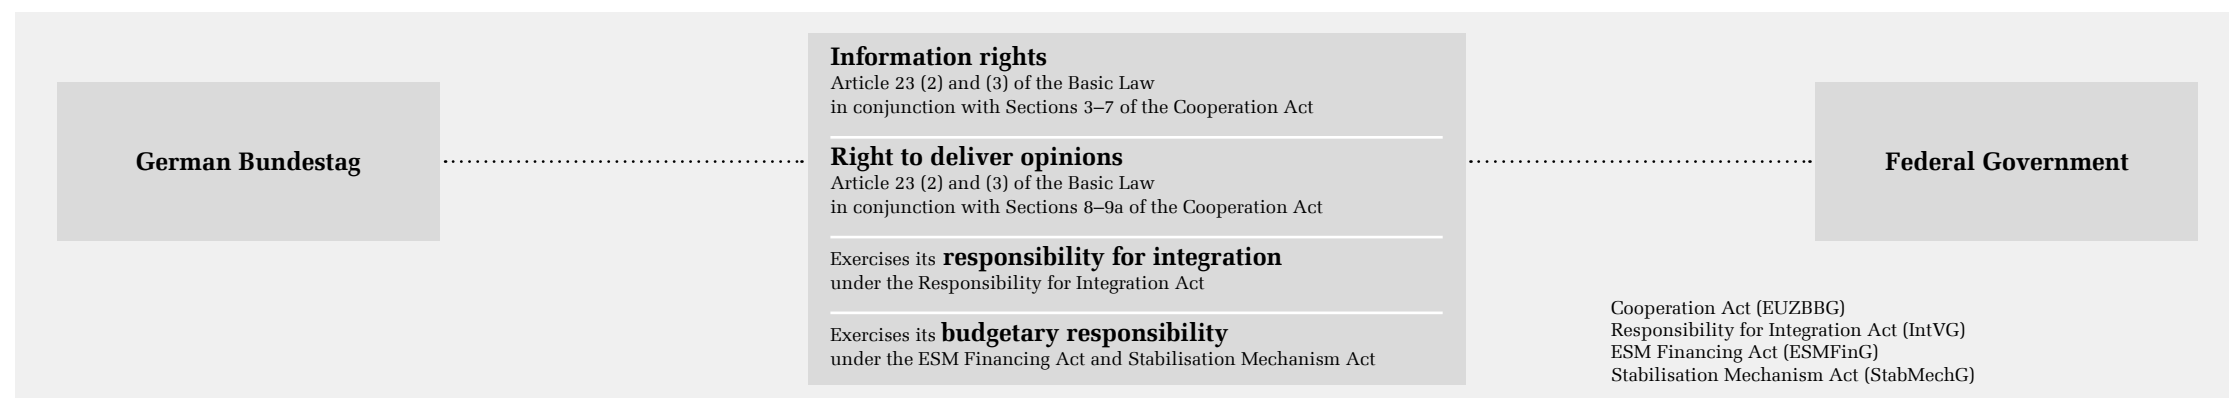 German Bundestag
Information rights
Article 23 (2) and (3) of the Basic Law
in conjunction with Sections 3–7 of the Cooperation Act
Right to deliver opinions
Article 23 (2) and (3) of the Basic Law
in conjunction with Sections 8–9a of the Cooperation Act
Exercises its responsibility for integration
under the Responsibility for Integration Act
Exercises its budgetary responsibility
under the ESM Financing Act and Stabilisation Mechanism Act
Federal Government
Cooperation Act (EUZBBG)
Responsibility for Integration Act (IntVG)
ESM Financing Act (ESMFinG)
Stabilisation Mechanism Act (StabMechG)